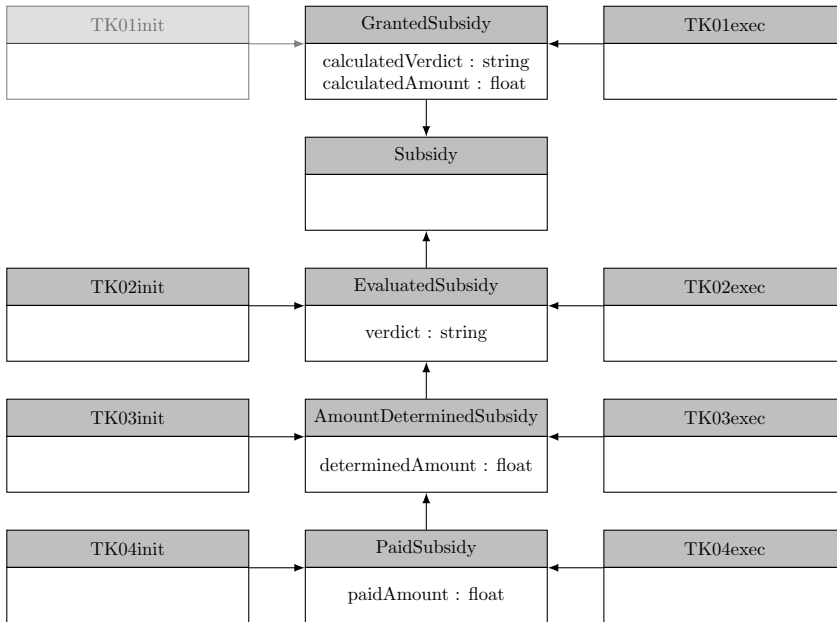 TK01init
GrantedSubsidy
TK01exec
calculatedVerdict : string
calculatedAmount : float
Subsidy
TK02init
EvaluatedSubsidy
TK02exec
verdict : string
TK03init
AmountDeterminedSubsidy
TK03exec
determinedAmount : float
TK04init
PaidSubsidy
TK04exec
paidAmount : float